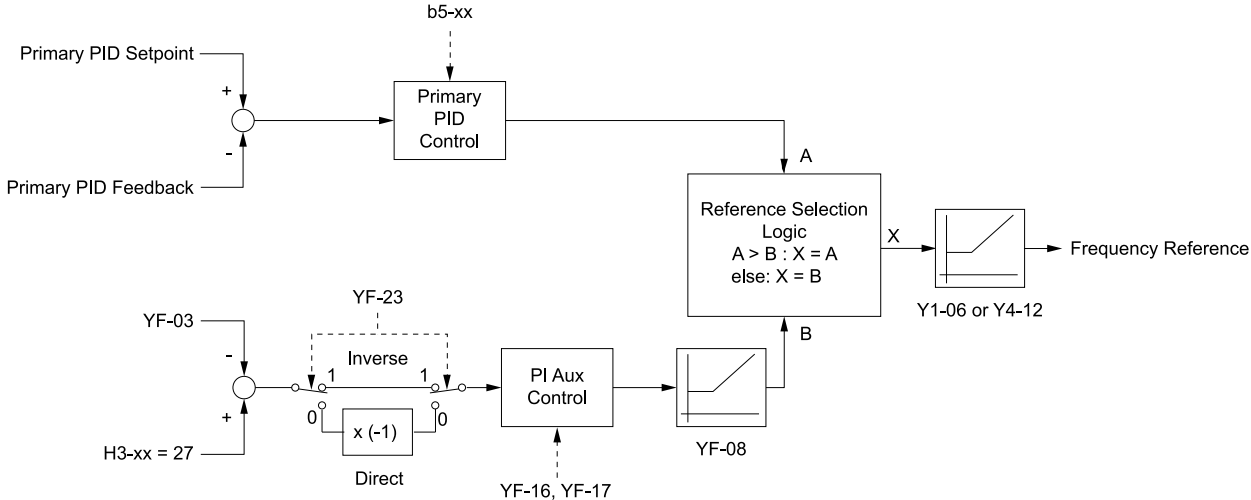 b5-xx
Primary PID Setpoint
+
Primary
PID
Control
-
A
Primary PID Feedback
Reference Selection
Logic
A > B : X = A
else: X = B
X
Frequency Reference
Y1-06 or Y4-12
B
YF-23
YF-03
-
Inverse
1
1
PI Aux
Control
+
0
x (-1)
0
H3-xx = 27
Direct
YF-08
YF-16, YF-17